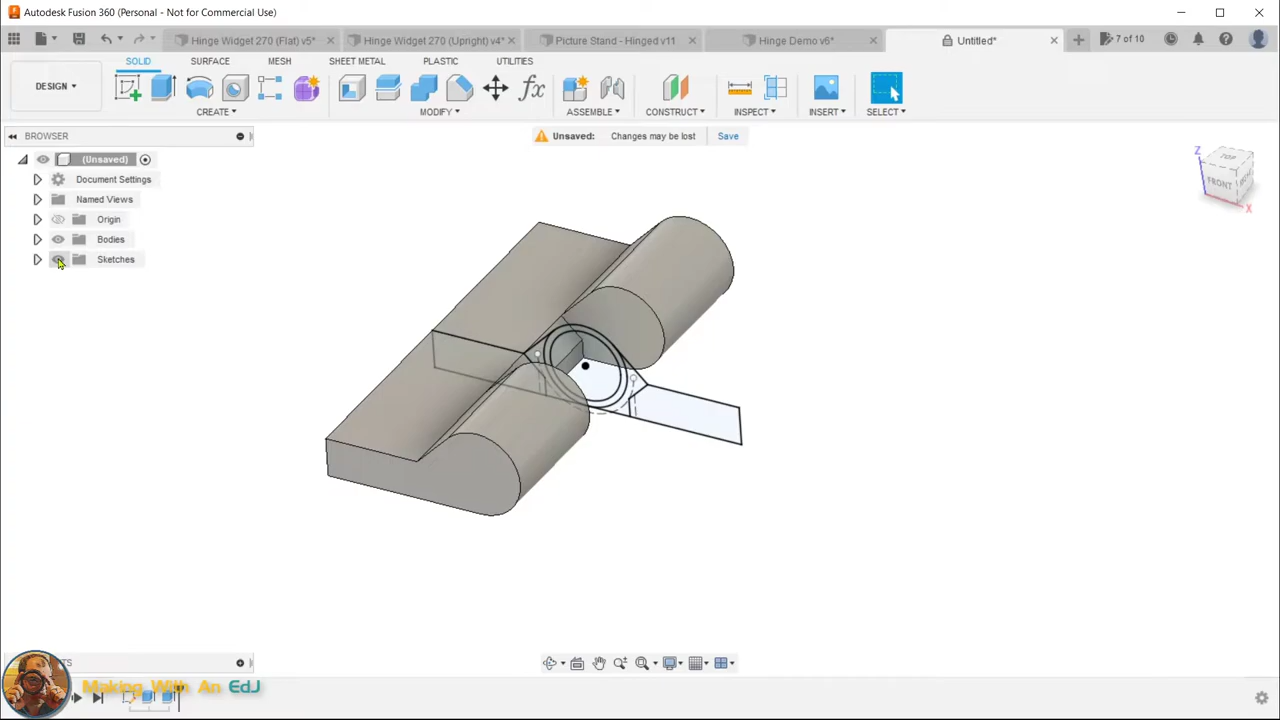 Autodesk Fusion 360 (Personal - Not for Commercial Use)
Hinge Widget 270 (Flat) v5*
Hinge Widget 270 (Upright) v4*
Picture Stand - Hinged v11
Hinge Demo v6*
Untitled*
7 of 10
SOLID
SURFACE
MESH
SHEET METAL
PLASTIC
UTILITIES
DESIGN
CREATE
MODIFY
ASSEMBLE
CONSTRUCT
INSPECT
INSERT
SELECT
BROWSER
Unsaved: Changes may be lost Save
(Unsaved)
Document Settings
Named Views
Origin
Bodies
Sketches
Z
TOP
FRONT
X
Making With An EdJ